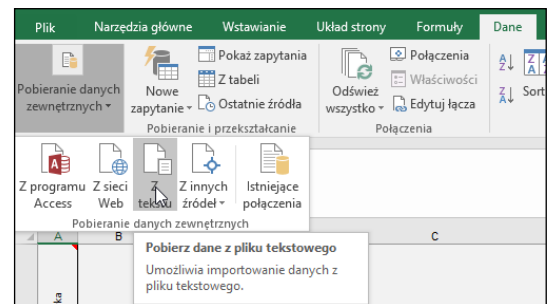 Plik Narzędzia główne Wstawianie Układ strony Formuły Dane
Pobieranie danych zewnętrznych
Nowe zapytanie
Pokaż zapytania
Z tabeli
Ostatnie źródła
Pobieranie i przekształcanie
Odśwież wszystko
Połączenia
Właściwości
Edytuj łącza
Połączenia
A Z
Z A
Sort
Z programu Access
Z sieci Web
Z tekstu
Z innych źródeł
Istniejące połączenia
Pobieranie danych zewnętrznych
A B C
Pobierz dane z pliku tekstowego
Umożliwia importowanie danych z
pliku tekstowego.